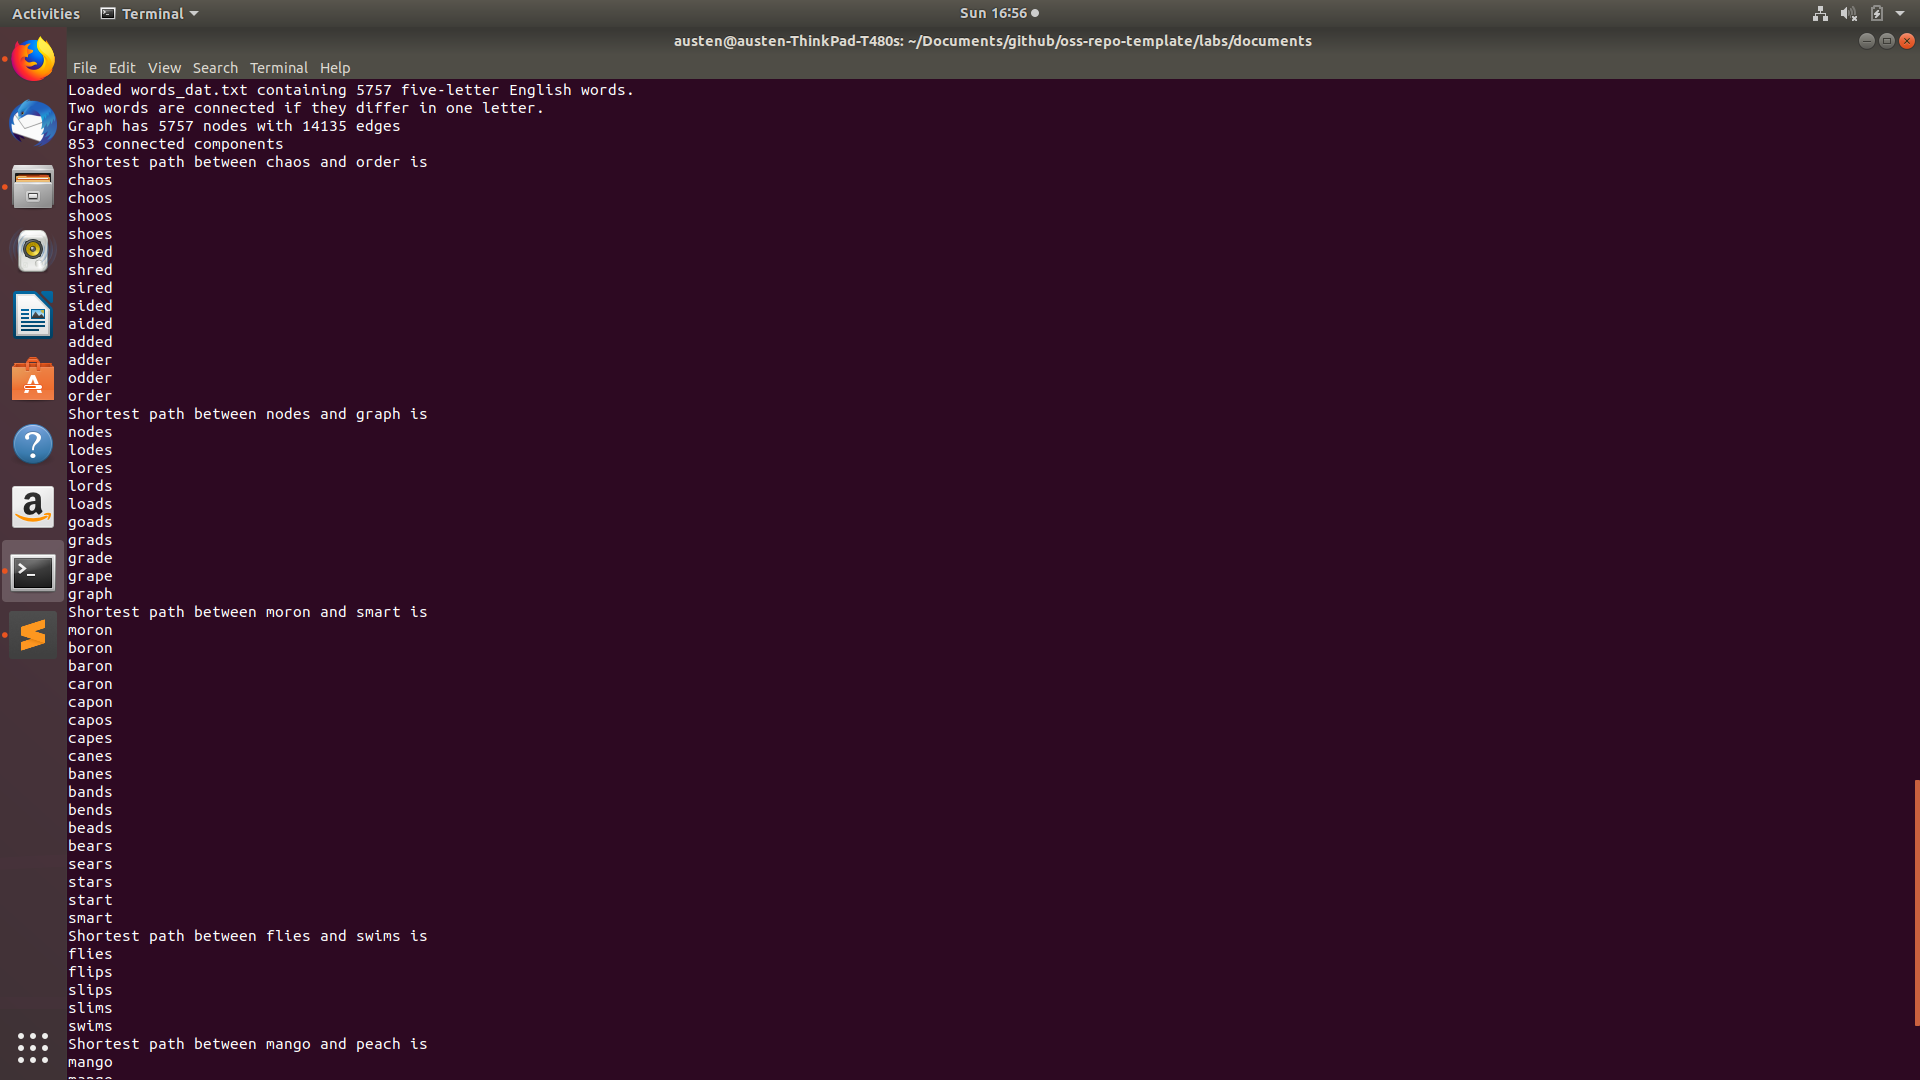 Activities
Terminal
Sun 16:56
austen@austen-ThinkPad-T480s: ~/Documents/github/oss-repo-template/labs/documents
File Edit View Search Terminal Help
Loaded words_dat.txt containing 5757 five-letter English words.
Two words are connected if they differ in one letter.
Graph has 5757 nodes with 14135 edges
853 connected components
Shortest path between chaos and order is
chaos
choos
shoos
shoes
shoed
shred
sired
sided
aided
added
adder
odder
order
Shortest path between nodes and graph is
nodes
lodes
lores
lords
loads
goads
grads
grade
grape
graph
Shortest path between moron and smart is
moron
boron
baron
caron
capon
capos
capes
canes
banes
bands
bends
beads
bears
sears
stars
start
smart
Shortest path between flies and swims is
flies
flips
slips
slims
swims
Shortest path between mango and peach is
mango